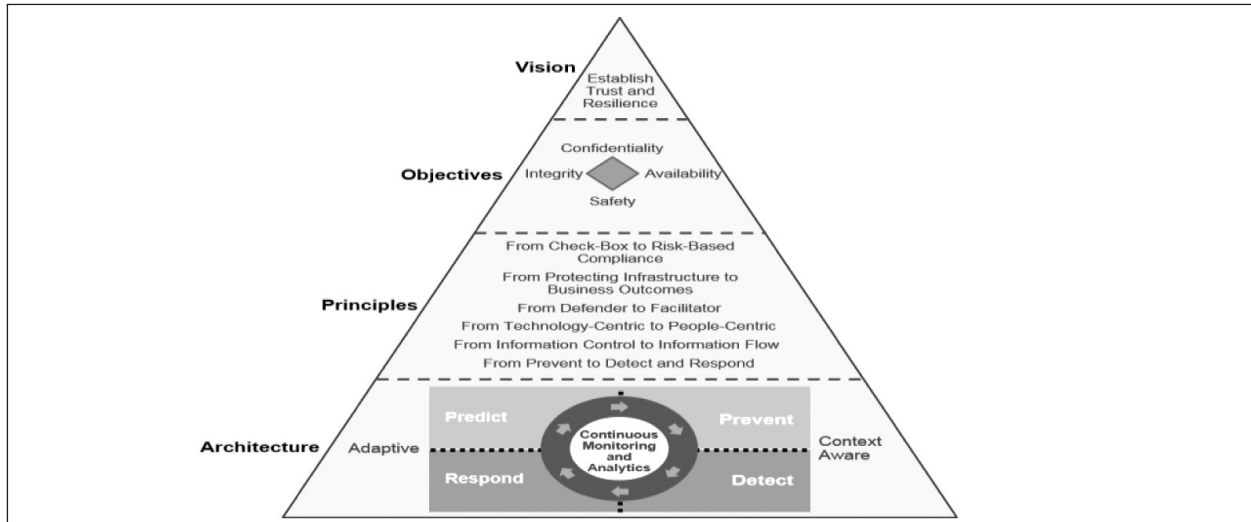 Vision
Establish
Trust and
Resilience
Objectives
Confidentiality
Integrity
Availability
Safety
Principles
From Check-Box to Risk-Based
Compliance
From Protecting Infrastructure to
Business Outcomes
From Defender to Facilitator
From Technology-Centric to People-Centric
From Information Control to Information Flow
From Prevent to Detect and Respond
Architecture
Adaptive
Predict
Prevent
Continuous
Monitoring
and
Analytics
Respond
Detect
Context
Aware